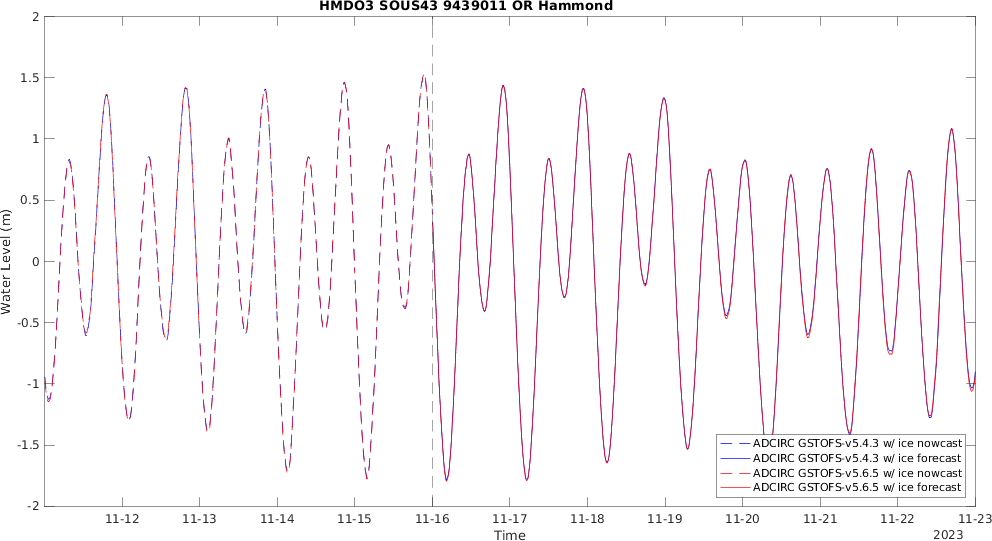 HMDO3 SOUS43 9439011 OR Hammond
2
1.5
1
0.5
0
-0.5
-1
-1.5
-2
Water Level (m)
ADCIRC GSTOFS-v5.4.3 w/ ice nowcast
ADCIRC GSTOFS-v5.4.3 w/ ice forecast
ADCIRC GSTOFS-v5.6.5 w/ ice nowcast
ADCIRC GSTOFS-v5.6.5 w/ ice forecast
11-12 11-13 11-14 11-15 11-16 11-17 11-18 11-19 11-20 11-21 11-22 11-23
Time
2023